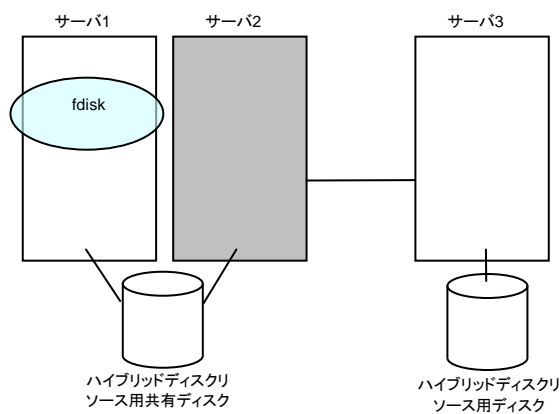 サーバ1
サーバ2
サーバ3
fdisk
ハイブリッドディスクリ
ソース用共有ディスク
ハイブリッドディスクリ
ソース用ディスク